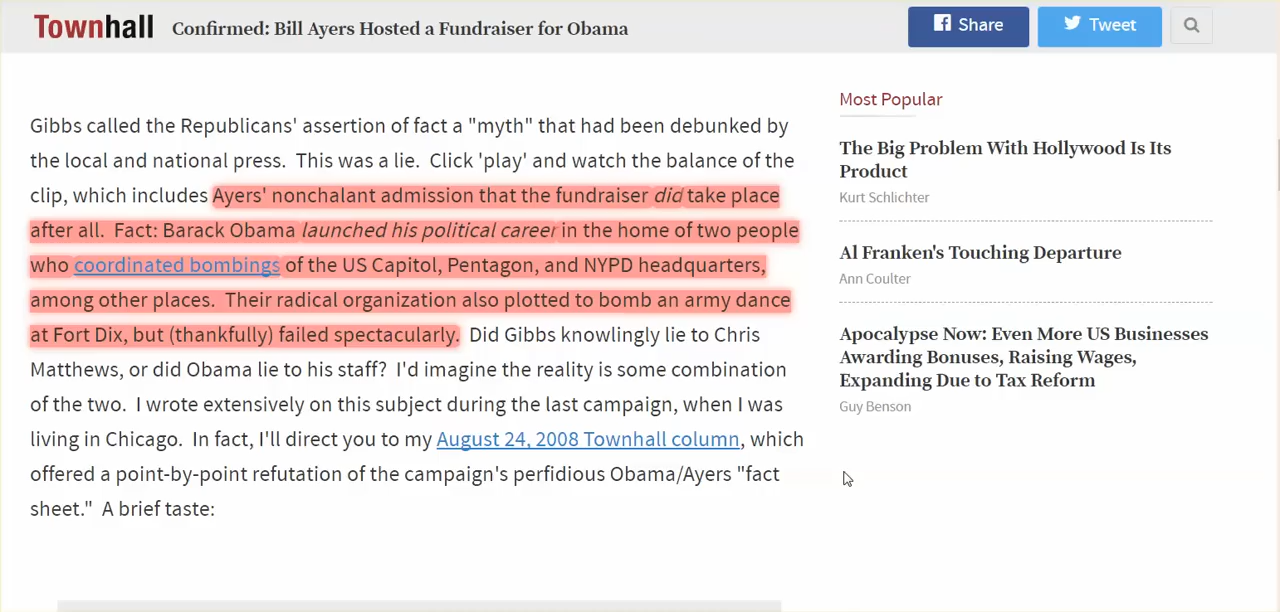 Townhall Confirmed: Bill Ayers Hosted a Fundraiser for Obama
Share
Tweet
Gibbs called the Republicans' assertion of fact a "myth" that had been debunked by
the local and national press.  This was a lie.  Click 'play' and watch the balance of the
clip, which includes Ayers' nonchalant admission that the fundraiser did take place
after all.  Fact: Barack Obama launched his political career in the home of two people
who coordinated bombings of the US Capitol, Pentagon, and NYPD headquarters,
among other places.  Their radical organization also plotted to bomb an army dance
at Fort Dix, but (thankfully) failed spectacularly.  Did Gibbs knowingly lie to Chris
Matthews, or did Obama lie to his staff?  I'd imagine the reality is some combination
of the two.  I wrote extensively on this subject during the last campaign, when I was
living in Chicago.  In fact, I'll direct you to my August 24, 2008 Townhall column, which
offered a point-by-point refutation of the campaign's perfidious Obama/Ayers "fact
sheet."  A brief taste:
Most Popular
The Big Problem With Hollywood Is Its
Product
Kurt Schlichter
Al Franken's Touching Departure
Ann Coulter
Apocalypse Now: Even More US Businesses
Awarding Bonuses, Raising Wages,
Expanding Due to Tax Reform
Guy Benson